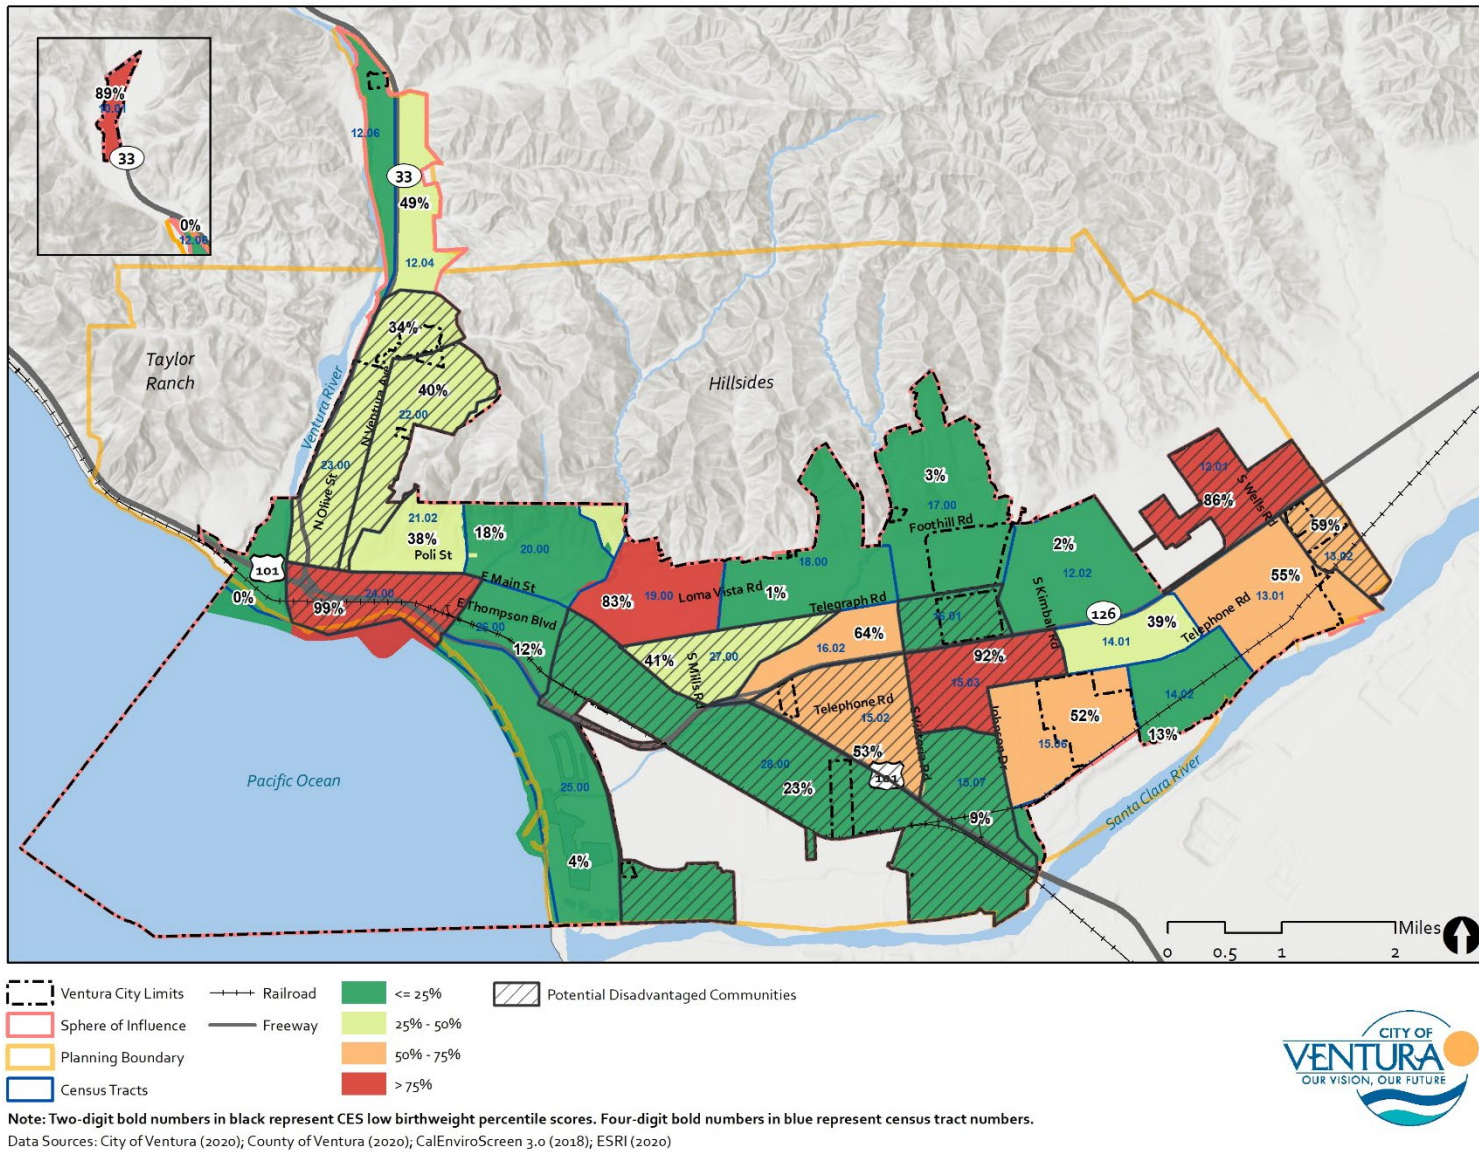 89%
10.01
33
0%
12.06
12.06
33
49%
12.04
Taylor
Ranch
Ventura River
34%
N Ventura Ave
40%
22.00
Hillsides
23.00
N Olive St
21.02
38%
Poli St
18%
20.00
E Main St
101
0%
99%
24.00
E Thompson Blvd
26.00
12%
83%
19.00
Loma Vista Rd
1%
18.00
Telegraph Rd
3%
17.00
Foothill Rd
2%
12.02
S Kimball Rd
12.01
86%
S Wells Rd
59%
13.02
55%
13.01
Telephone Rd
126
39%
14.01
64%
16.02
41%
27.00
S Mills Rd
92%
15.03
Telephone Rd
15.02
53%
S Victoria Rd
Johnson Dr
52%
15.06
14.02
13%
101
28.00
23%
15.07
9%
25.00
4%
Pacific Ocean
Santa Clara River
Miles
0 0.5 1 2
Ventura City Limits
Sphere of Influence
Planning Boundary
Census Tracts
Railroad
Freeway
<= 25%
25% - 50%
50% - 75%
> 75%
Potential Disadvantaged Communities
CITY OF
VENTURA
OUR VISION, OUR FUTURE
Note: Two-digit bold numbers in black represent CES low birthweight percentile scores. Four-digit bold numbers in blue represent census tract numbers.
Data Sources: City of Ventura (2020); County of Ventura (2020); CalEnviroScreen 3.0 (2018); ESRI (2020)